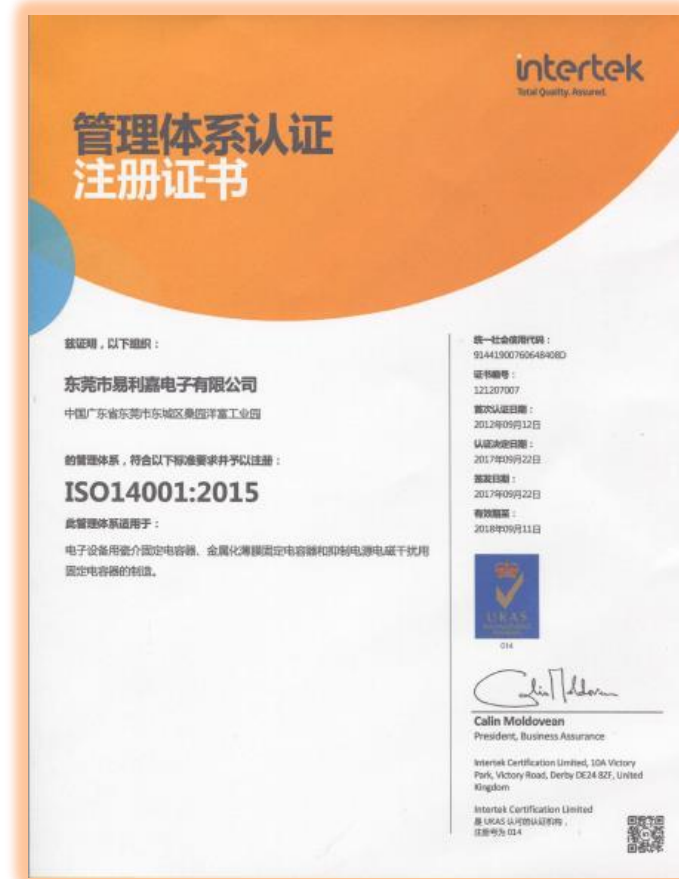 intertek
Total Quality. Assured.
管理体系认证
注册证书
兹证明，以下组织：
东莞市易利嘉电子有限公司
中国广东省东莞市东城区桑园洋富工业园
的管理体系，符合以下标准要求并予以注册：
ISO14001:2015
此管理体系适用于：
电子设备用瓷介固定电容器、金属化薄膜固定电容器和抑制电源电磁干扰用
固定电容器的制造。
统一社会信用代码：
91441900760648408D
证书编号：
121207007
首次认证日期：
2012年09月12日
认证决定日期：
2017年09月22日
签发日期：
2017年09月22日
有效期至：
2018年09月11日
UKAS
014
Calin Moldovean
Calin Moldovean
President, Business Assurance
Intertek Certification Limited, 10A Victory
Park, Victory Road, Derby DE24 8ZF, United
Kingdom
Intertek Certification Limited
是 UKAS 认可的认证机构，
注册号为 014